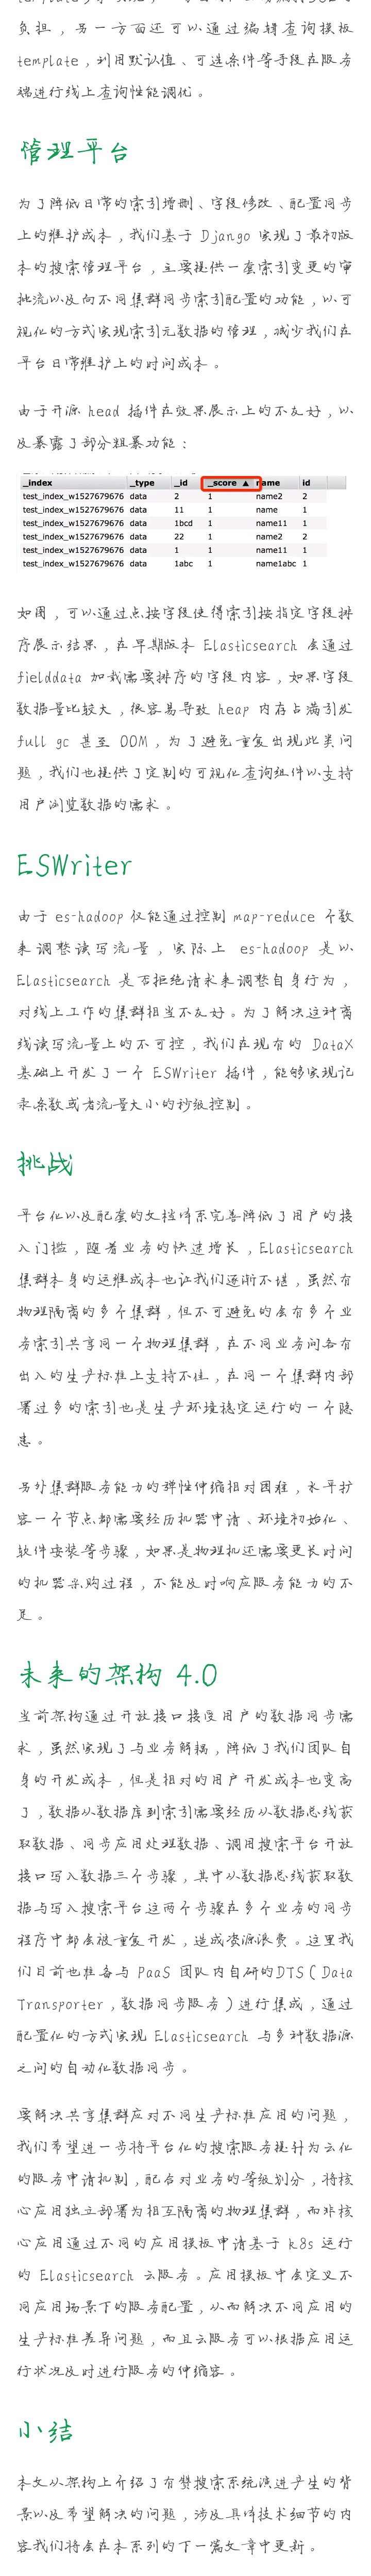 负担，另一方面还可以通过编辑查询模板
template，利用默认值、可选条件等手段在服务
端进行线上查询性能调优。
管理平台
为了降低日常的索引增删、字段修改、配置同步
上的维护成本，我们基于 Django 实现了最初版
本的搜索管理平台，主要提供一套索引变更的审
批流以及向不同集群同步索引配置的功能，以可
视化的方式实现索引元数据的管理，减少我们在
平台日常维护上的时间成本。
由于开源 head 插件在效果展示上的不友好，以
及暴露了部分粗暴功能：
_index _type _id _score ▲ name id
test_index_w1527679676 data 2 1 name2 2
test_index_w1527679676 data 11 1 name 1
test_index_w1527679676 data 1bcd 1 name11 1
test_index_w1527679676 data 22 1 name2 2
test_index_w1527679676 data 1 1 name11 1
test_index_w1527679676 data 1abc 1 name1abc 1
如图，可以通过点按字段使得索引按指定字段排
序展示结果，在早期版本 Elasticsearch 会通过
fielddata 加载需要排序的字段内容，如果字段
数据量比较大，很容易导致 heap 内存占满引发
full gc 甚至 OOM，为了避免重复出现此类问
题，我们也提供了定制的可视化查询组件以支持
用户浏览数据的需求。
ESWriter
由于 es-hadoop 仅能通过控制 map-reduce 个数
来调整读写流量，实际上 es-hadoop 是以
Elasticsearch 是否拒绝请求来调整自身行为，
对线上工作的集群相当不友好。为了解决这种离
线读写流量上的不可控，我们在现有的 DataX
基础上开发了一个 ESWriter 插件，能够实现记
录条数或者流量大小的秒级控制。
挑战
平台化以及配套的文档体系完善降低了用户的接
入门槛，随着业务的快速增长，Elasticsearch
集群本身的运维成本也让我们逐渐不堪，虽然有
物理隔离的多个集群，但不可避免的会有多个业
务索引共享同一个物理集群，在不同业务间各有
出入的生产标准上支持不佳，在同一个集群内部
署过多的索引也是生产环境稳定运行的一个隐
患。
另外集群服务能力的弹性伸缩相对困难，水平扩
容一个节点都需要经历机器申请、环境初始化、
软件安装等步骤，如果是物理机还需要更长时间
的机器采购过程，不能及时响应服务能力的不
足。
未来的架构 4.0
当前架构通过开放接口接受用户的数据同步需
求，虽然实现了与业务解耦，降低了我们团队自
身的开发成本，但是相对的用户开发成本也变高
了，数据从数据库到索引需要经历从数据总线获
取数据、同步应用处理数据、调用搜索平台开放
接口写入数据三个步骤，其中从数据总线获取数
据与写入搜索平台这两个步骤在多个业务的同步
程序中都会被重复开发，造成资源浪费。这里我
们目前也准备与 PaaS 团队内自研的DTS（Data
Transporter，数据同步服务）进行集成，通过
配置化的方式实现 Elasticsearch 与多种数据源
之间的自动化数据同步。
要解决共享集群应对不同生产标准应用的问题，
我们希望进一步将平台化的搜索服务提升为云化
的服务申请机制，配合对业务的等级划分，将核
心应用独立部署为相互隔离的物理集群，而非核
心应用通过不同的应用模板申请基于 k8s 运行
的 Elasticsearch 云服务。应用模板中会定义不
同应用场景下的服务配置，从而解决不同应用的
生产标准差异问题，而且云服务可以根据应用运
行状况及时进行服务的伸缩容。
小结
本文从架构上介绍了有赞搜索系统演进产生的背
景以及希望解决的问题，涉及具体技术细节的内
容我们将会在本系列的下一篇文章中更新。